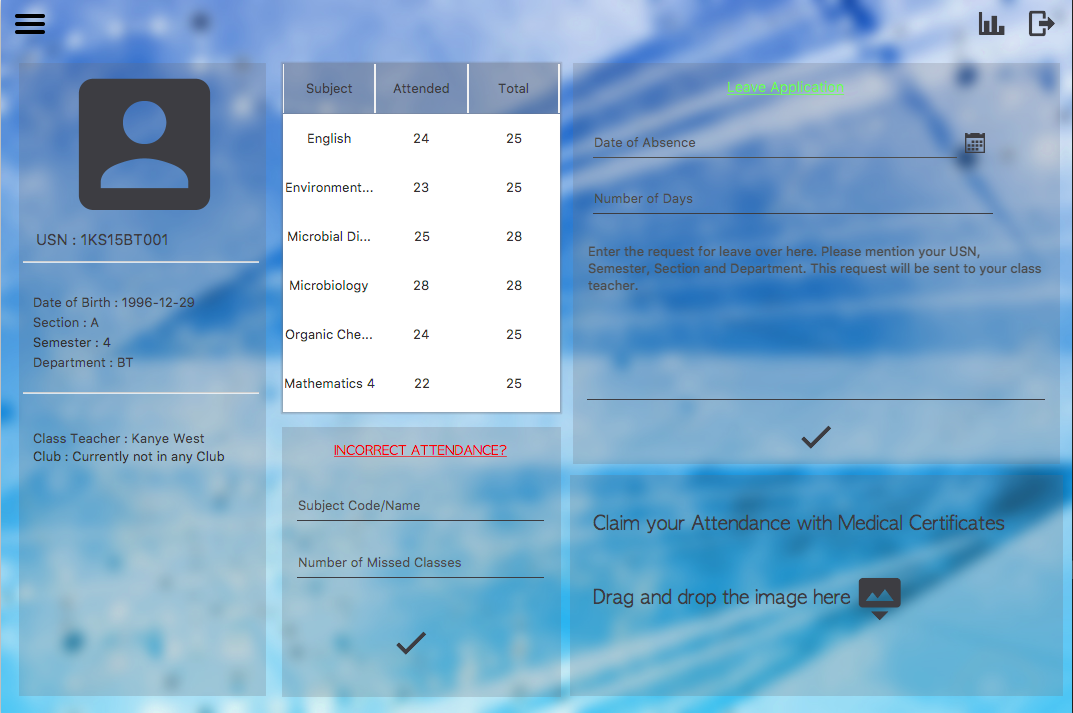 USN : 1KS15BT001
Date of Birth : 1996-12-29
Section : A
Semester : 4
Department : BT
Class Teacher : Kanye West
Club : Currently not in any Club
Subject Attended Total
English 24 25
Environment... 23 25
Microbial Di... 25 28
Microbiology 28 28
Organic Che... 24 25
Mathematics 4 22 25
INCORRECT ATTENDANCE?
Subject Code/Name
Number of Missed Classes
Leave Application
Date of Absence
Number of Days
Enter the request for leave over here. Please mention your USN,
Semester, Section and Department. This request will be sent to your class
teacher.
Claim your Attendance with Medical Certificates
Drag and drop the image here